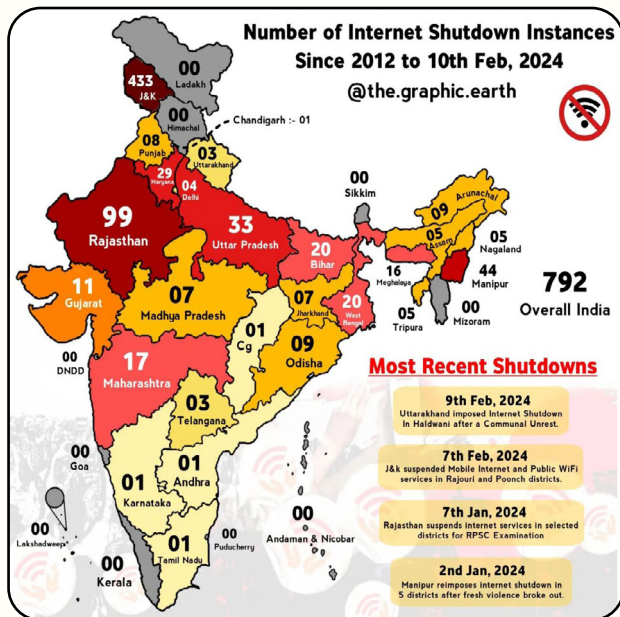 Number of Internet Shutdown Instances
Since 2012 to 10th Feb, 2024
@the.graphic.earth
00
Ladakh
433
J&K
00
Himachal
Chandigarh :- 01
08
Punjab
03
Uttarakhand
29
Haryana
04
Delhi
00
Sikkim
09
Arunachal
99
Rajasthan
33
Uttar Pradesh
05
Assam
05
Nagaland
20
Bihar
16
Meghalaya
44
Manipur
792
Overall India
11
Gujarat
07
Madhya Pradesh
07
Jharkhand
20
West
Bengal
05
Tripura
00
Mizoram
01
Cg
09
Odisha
00
DNDD
17
Maharashtra
03
Telangana
Most Recent Shutdowns
9th Feb, 2024
Uttarakhand imposed Internet Shutdown
In Haldwani after a Communal Unrest.
7th Feb, 2024
J&K suspended Mobile Internet and Public WiFi
services in Rajouri and Poonch districts.
7th Jan, 2024
Rajasthan suspends internet services in selected
districts for RPSC Examination
2nd Jan, 2024
Manipur reimposes internet shutdown in
5 districts after fresh violence broke out.
00
Goa
01
Karnataka
01
Andhra
00
Lakshadweep
00
Kerala
01
Tamil Nadu
00
Puducherry
00
Andaman & Nicobar